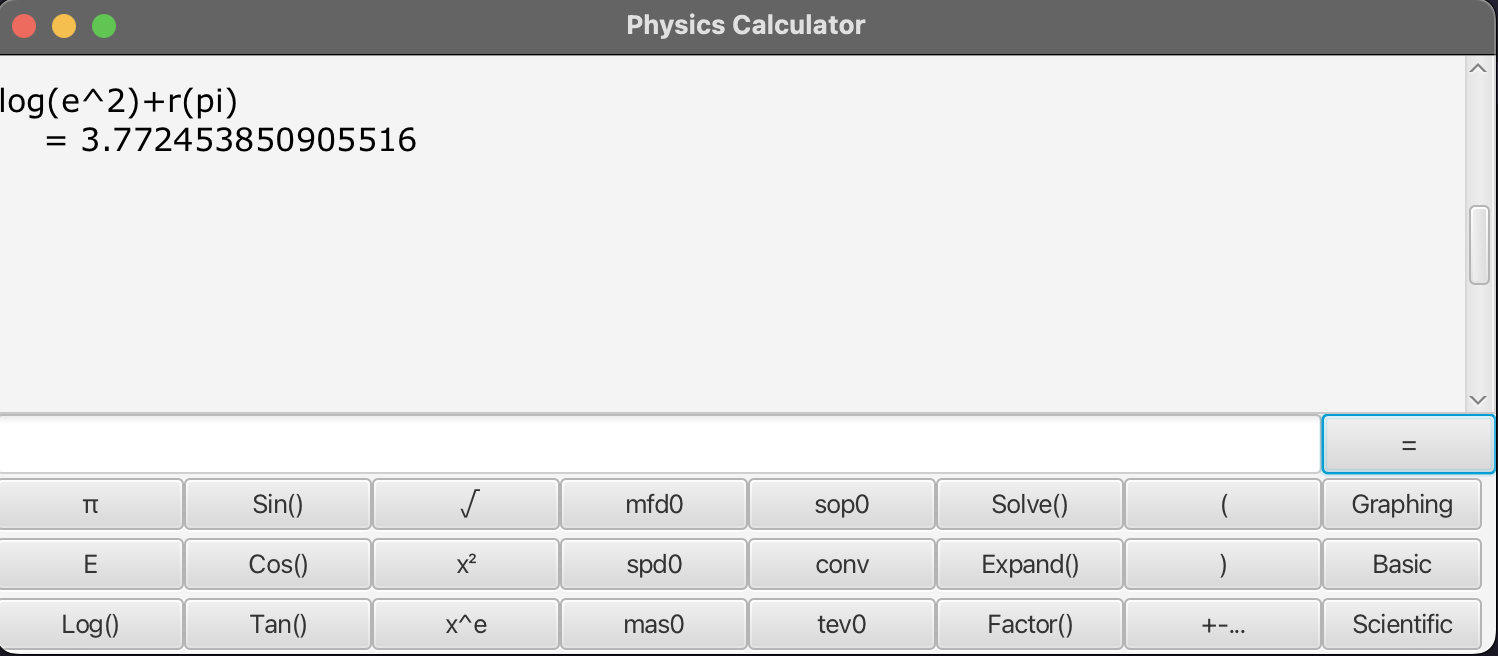 Physics Calculator
log(e^2)+r(pi)
= 3.772453850905516
=
π Sin() √ mfd0 sop0 Solve() ( Graphing
E Cos() x² spd0 conv Expand() ) Basic
Log() Tan() x^e mas0 tev0 Factor() +-... Scientific